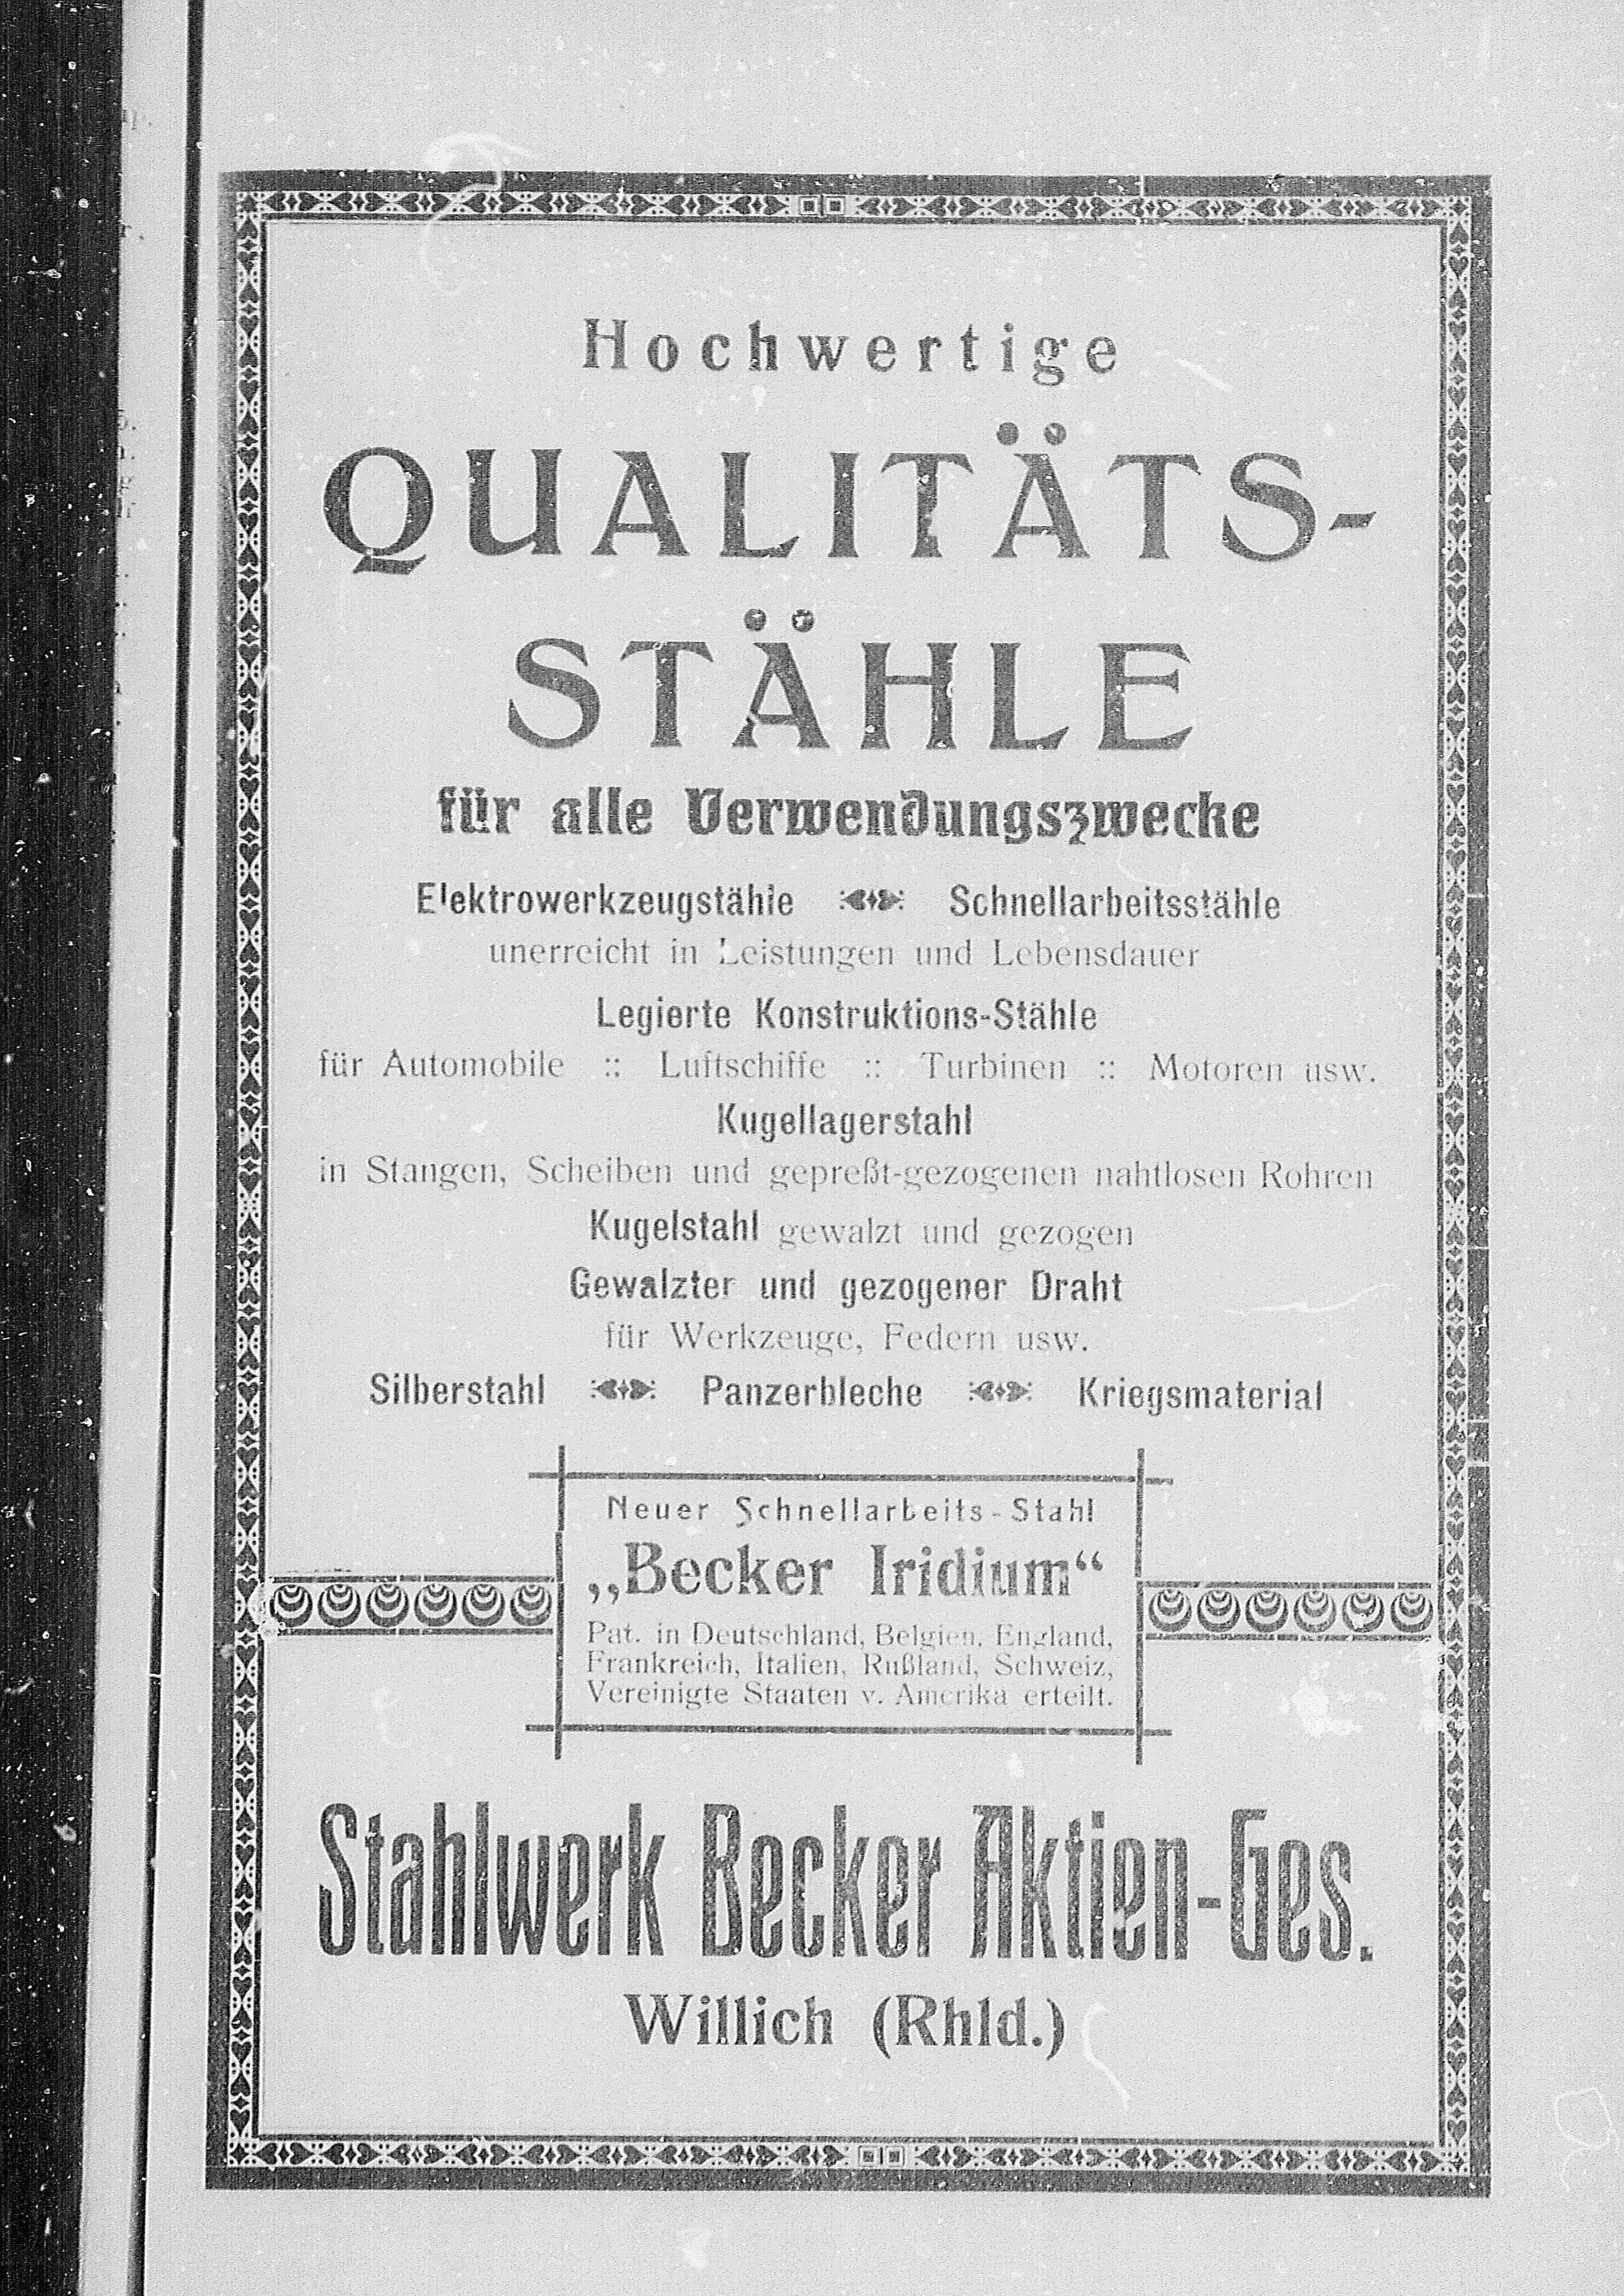 Hochwertige
QUALITÄTS-
STÄHLE
für alle Verwendungszwecke
Elektrowerkzeugstähle Schnellarbeitsstähle
unerreicht in Leistungen und Lebensdauer
Legierte Konstruktions-Stähle
für Automobile :: Luftschiffe :: Turbinen :: Motoren usw.
Kugellagerstahl
in Stangen, Scheiben und gepreßt-gezogenen nahtlosen Rohren
Kugelstahl gewalzt und gezogen
Gewalzter und gezogener Draht
für Werkzeuge, Federn usw.
Silberstahl Panzerbleche Kriegsmaterial
Neuer Schnellarbeits-Stahl
„Becker Iridium“
Pat. in Deutschland, Belgien, England,
Frankreich, Italien, Rußland, Schweiz,
Vereinigte Staaten v. Amerika erteilt.
Stahlwerk Becker Aktien-Ges.
Willich (Rhld.)